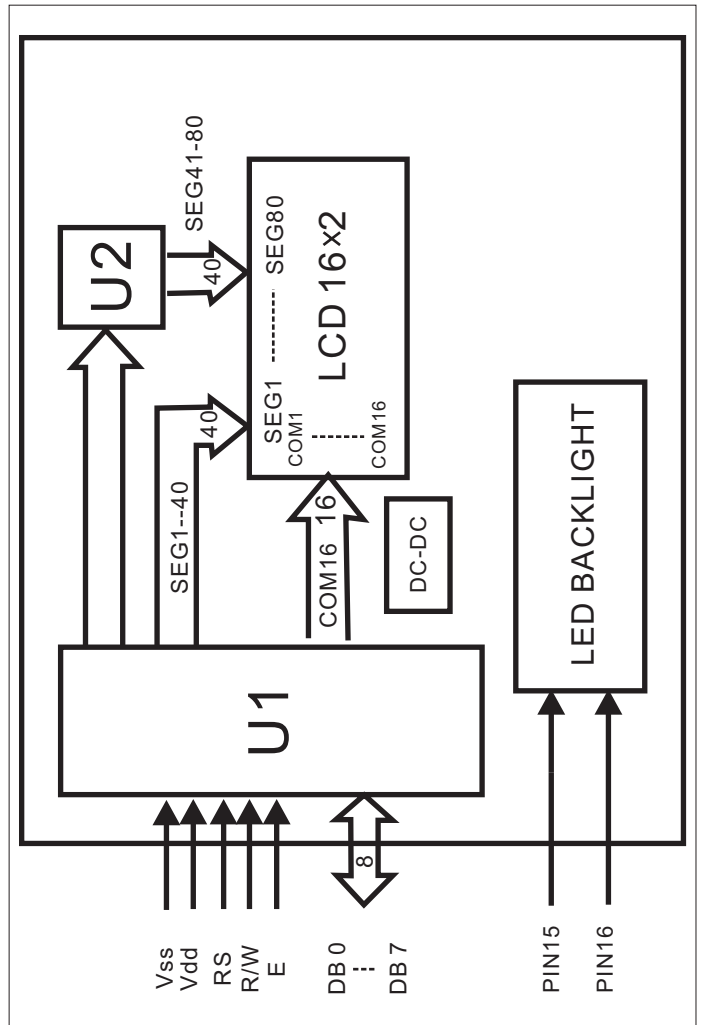 U2
SEG41-80
40
SEG1 SEG80
LCD 16×2
COM1
COM16
40
SEG1--40
COM16 16
DC-DC
U1
LED BACKLIGHT
Vss
Vdd
RS
R/W
E
8
DB 0
DB 7
PIN15
PIN16